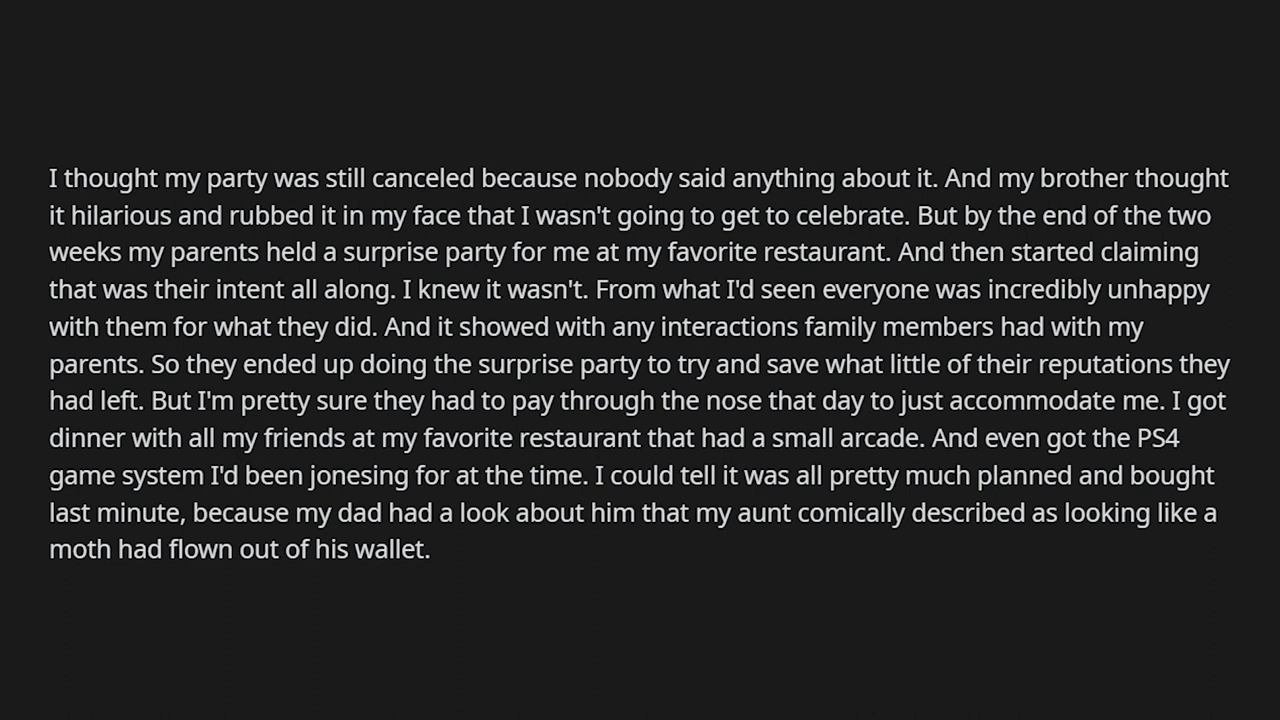 I thought my party was still canceled because nobody said anything about it. And my brother thought
it hilarious and rubbed it in my face that I wasn't going to get to celebrate. But by the end of the two
weeks my parents held a surprise party for me at my favorite restaurant. And then started claiming
that was their intent all along. I knew it wasn't. From what I'd seen everyone was incredibly unhappy
with them for what they did. And it showed with any interactions family members had with my
parents. So they ended up doing the surprise party to try and save what little of their reputations they
had left. But I'm pretty sure they had to pay through the nose that day to just accommodate me. I got
dinner with all my friends at my favorite restaurant that had a small arcade. And even got the PS4
game system I'd been jonesing for at the time. I could tell it was all pretty much planned and bought
last minute, because my dad had a look about him that my aunt comically described as looking like a
moth had flown out of his wallet.